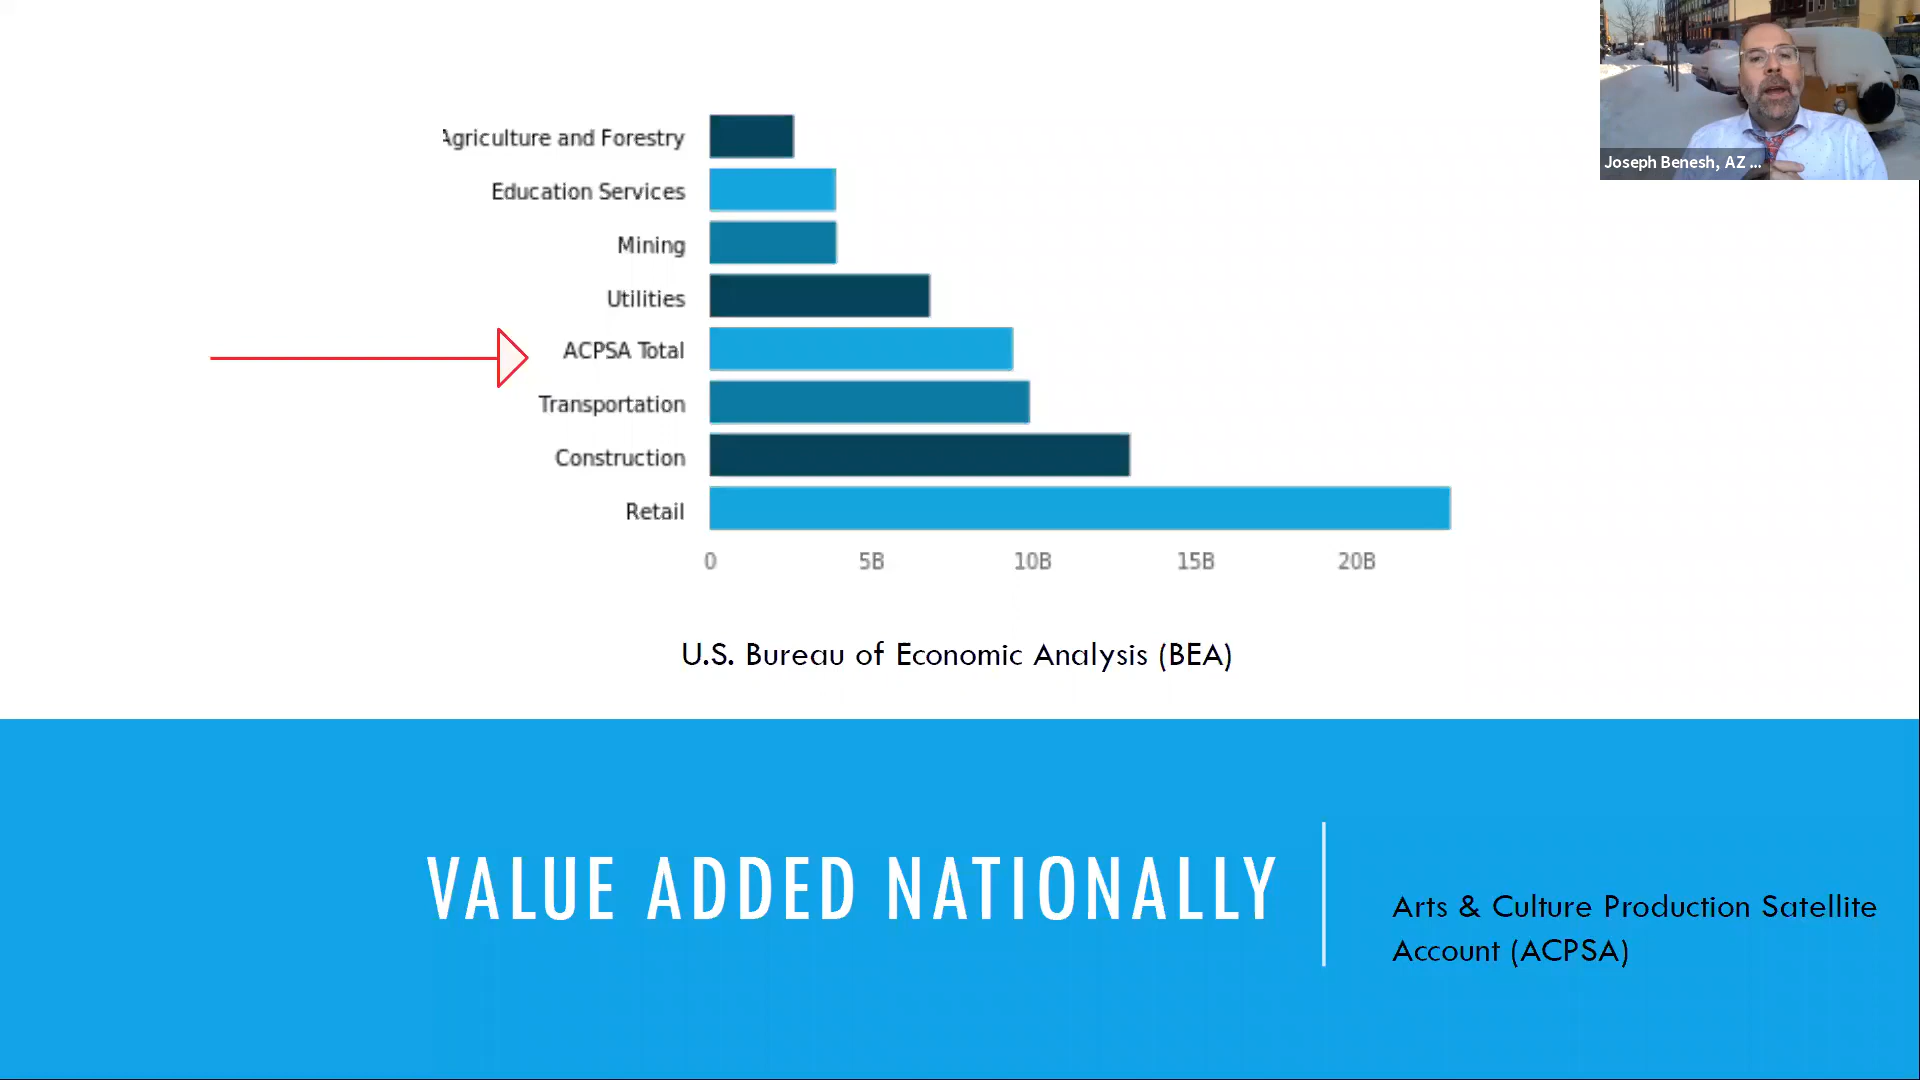 Agriculture and Forestry
Education Services
Mining
Utilities
ACPSA Total
Transportation
Construction
Retail
0 5B 10B 15B 20B
U.S. Bureau of Economic Analysis (BEA)
VALUE ADDED NATIONALLY
Arts & Culture Production Satellite
Account (ACPSA)
Joseph Benesh, AZ ...